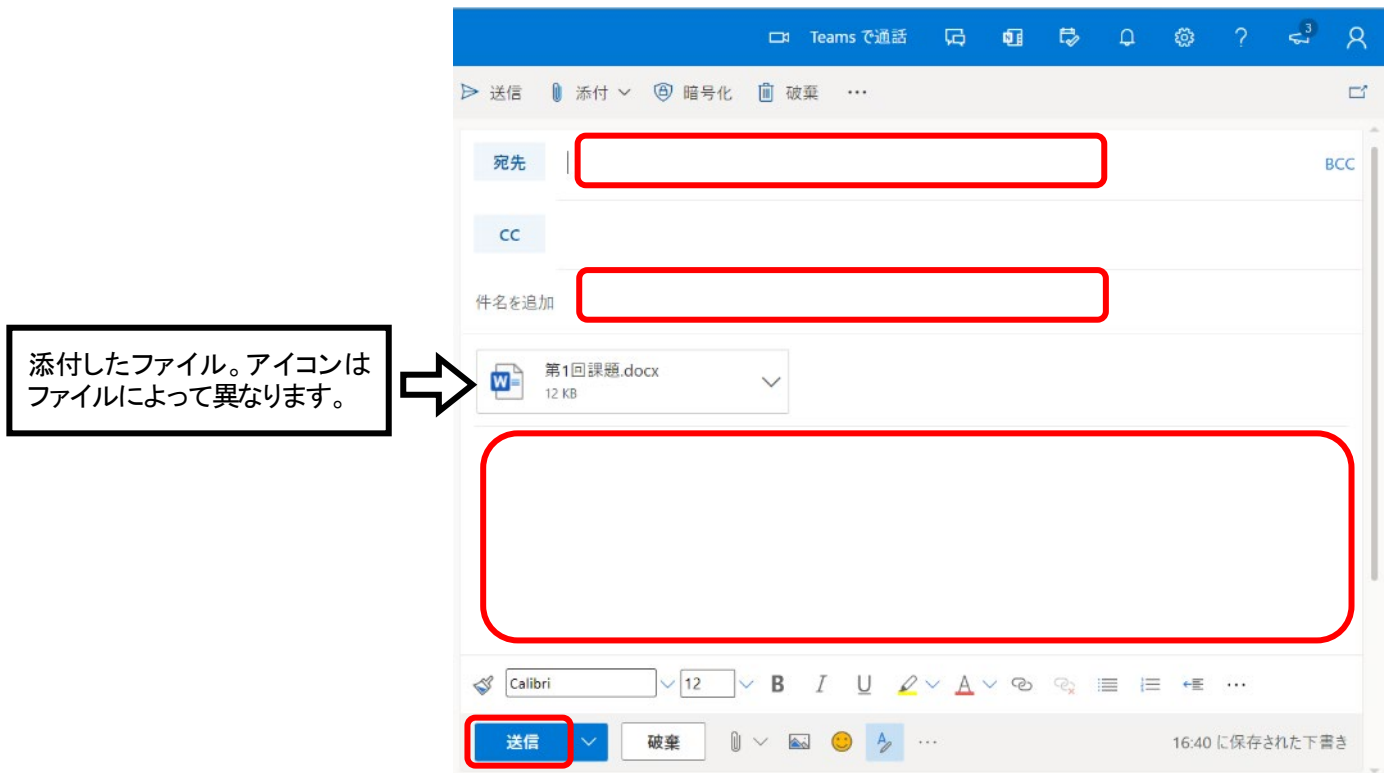 Teams で通話
3
送信
添付
暗号化
破棄
宛先
BCC
CC
件名を追加
添付したファイル。アイコンは
ファイルによって異なります。
第1回課題.docx
12 KB
Calibri
12
B
I
U
A
送信
破棄
16:40 に保存された下書き